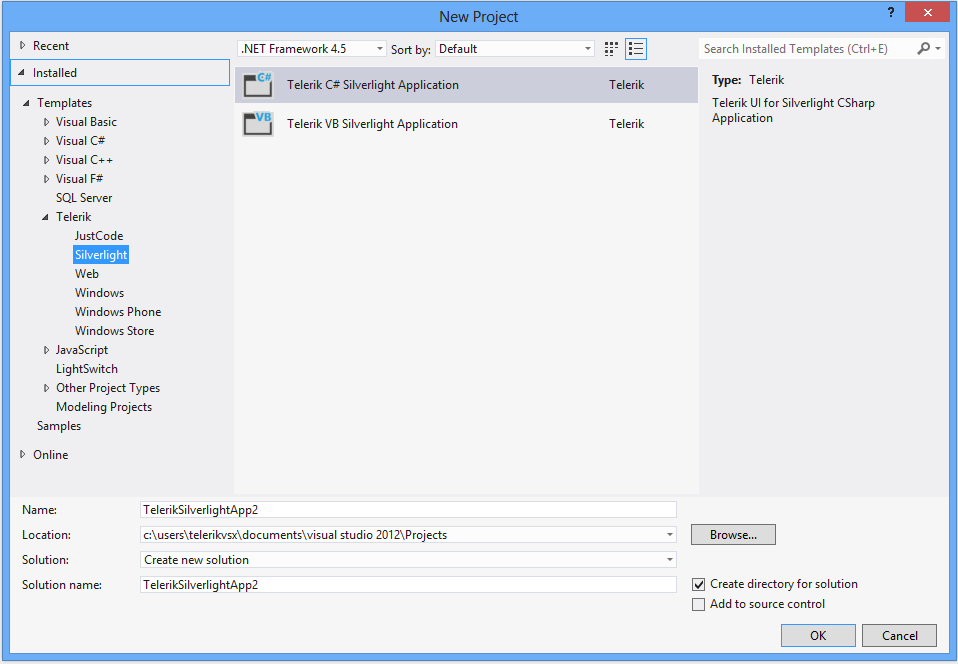 New Project
?
Recent
Installed
Templates
Visual Basic
Visual C#
Visual C++
Visual F#
SQL Server
Telerik
JustCode
Silverlight
Web
Windows
Windows Phone
Windows Store
JavaScript
LightSwitch
Other Project Types
Modeling Projects
Samples
Online
.NET Framework 4.5 Sort by: Default
C# Telerik C# Silverlight Application Telerik
VB Telerik VB Silverlight Application Telerik
Search Installed Templates (Ctrl+E)
Type: Telerik
Telerik UI for Silverlight CSharp
Application
Name: TelerikSilverlightApp2
Location: c:\users\telerikvsx\documents\visual studio 2012\Projects
Browse...
Solution: Create new solution
Solution name: TelerikSilverlightApp2
Create directory for solution
Add to source control
OK
Cancel